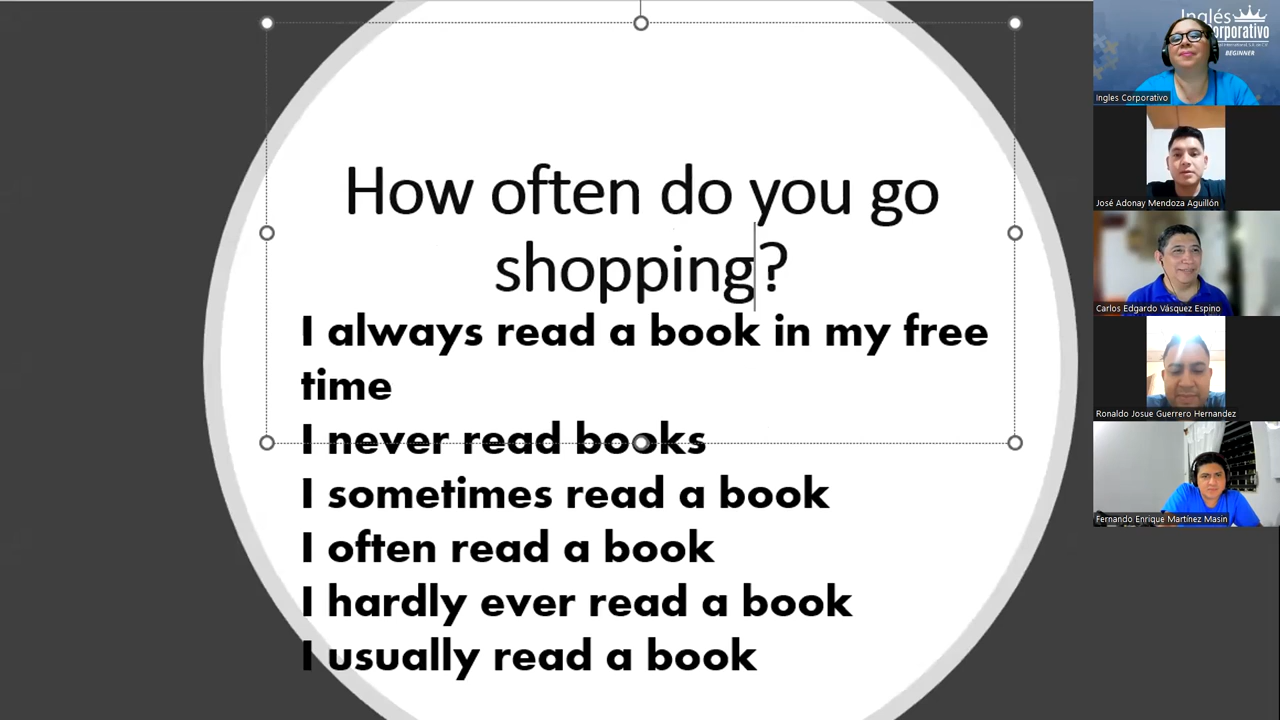 How often do you go
shopping?
I always read a book in my free
time
I never read books
I sometimes read a book
I often read a book
I hardly ever read a book
I usually read a book
Inglés
Corporativo
BEGINNER
Ingles Corporativo
José Adonay Mendoza Aguillón
Carlos Edgardo Vásquez Espino
Ronaldo Josue Guerrero Hernandez
Fernando Enrique Martínez Masin